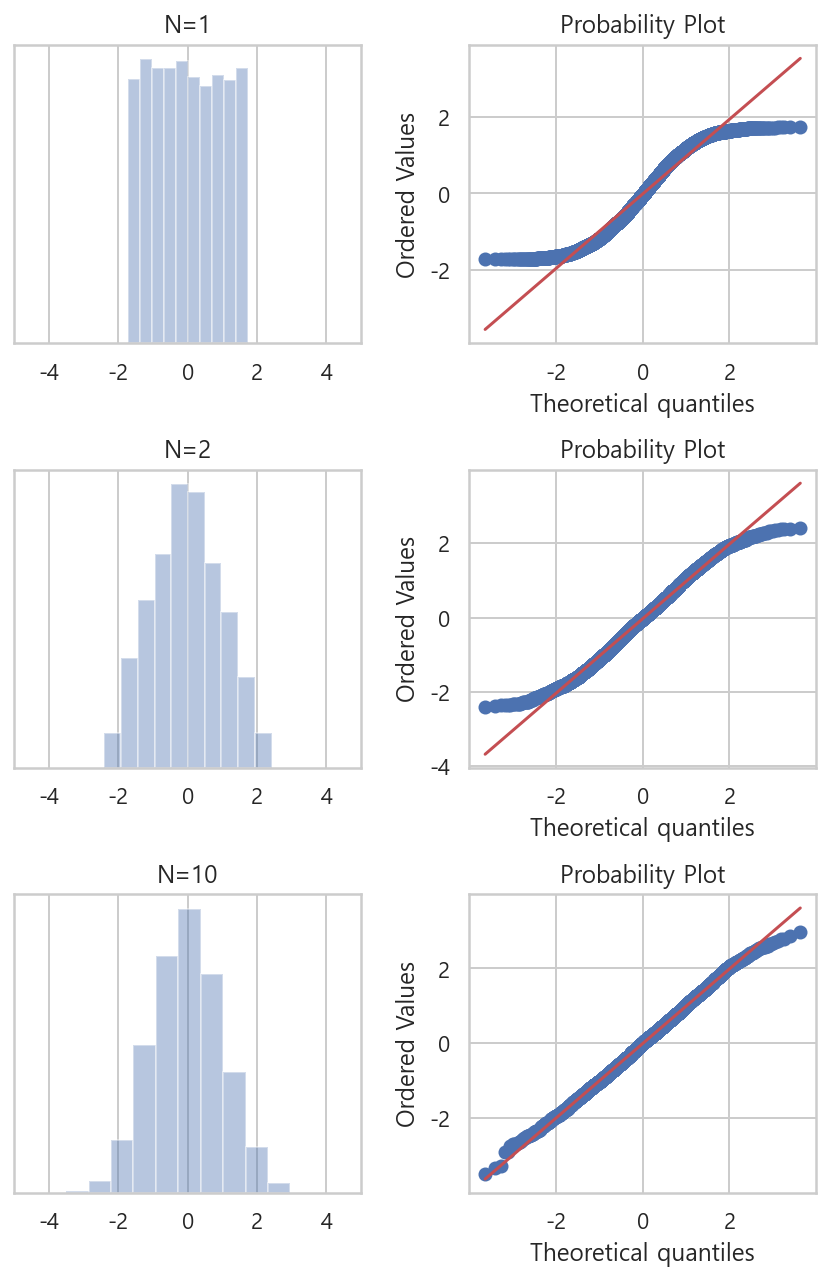 N=1
-4 -2 0 2 4
Probability Plot
Ordered Values
2
0
-2
-2 0 2
Theoretical quantiles
N=2
-4 -2 0 2 4
Probability Plot
Ordered Values
2
0
-2
-4
-2 0 2
Theoretical quantiles
N=10
-4 -2 0 2 4
Probability Plot
Ordered Values
2
0
-2
-2 0 2
Theoretical quantiles